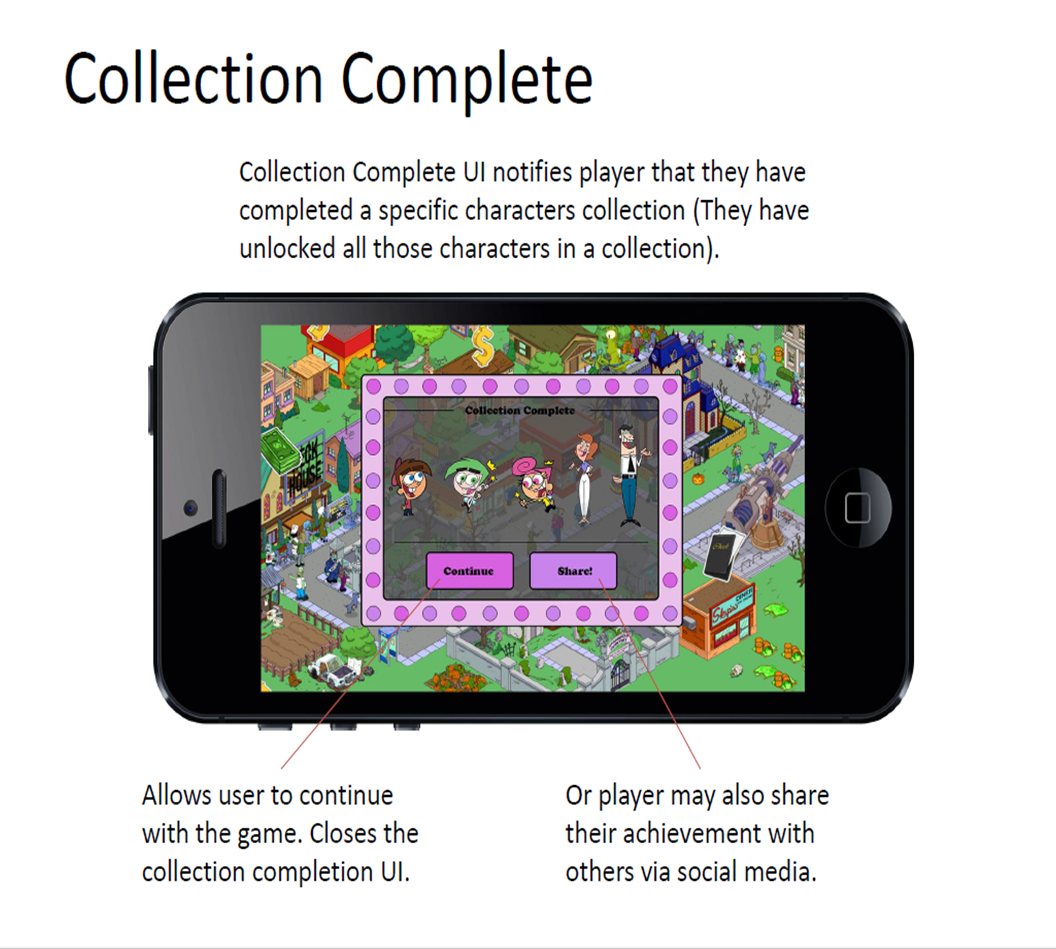 Collection Complete
Collection Complete UI notifies player that they have
completed a specific characters collection (They have
unlocked all those characters in a collection).
Collection Complete
Continue
Share!
Allows user to continue
with the game. Closes the
collection completion UI.
Or player may also share
their achievement with
others via social media.